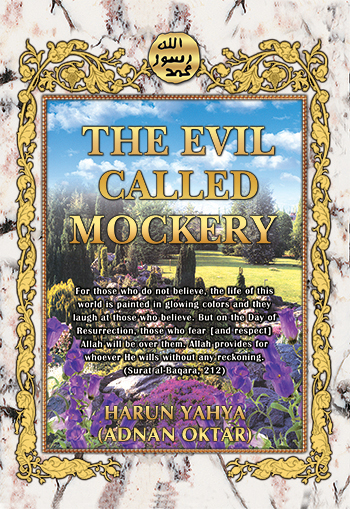 الله
رسول
محمد
THE EVIL
CALLED
MOCKERY
For those who do not believe, the life of this
world is painted in glowing colors and they
laugh at those who believe. But on the Day of
Resurrection, those who fear [and respect]
Allah will be over them. Allah provides for
whoever He wills without any reckoning.
(Surat al-Baqara, 212)
HARUN YAHYA
(ADNAN OKTAR)